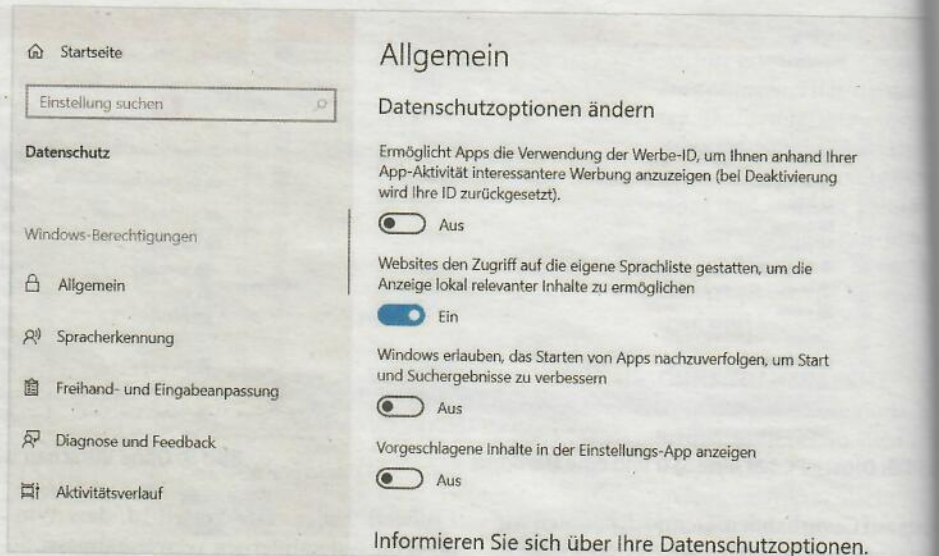 Startseite
Einstellung suchen
Datenschutz
Windows-Berechtigungen
Allgemein
Spracherkennung
Freihand- und Eingabeanpassung
Diagnose und Feedback
Aktivitätsverlauf
Allgemein
Datenschutzoptionen ändern
Ermöglicht Apps die Verwendung der Werbe-ID, um Ihnen anhand Ihrer
App-Aktivität interessantere Werbung anzuzeigen (bei Deaktivierung
wird Ihre ID zurückgesetzt).
Aus
Websites den Zugriff auf die eigene Sprachliste gestatten, um die
Anzeige lokal relevanter Inhalte zu ermöglichen
Ein
Windows erlauben, das Starten von Apps nachzuverfolgen, um Start
und Suchergebnisse zu verbessern
Aus
Vorgeschlagene Inhalte in der Einstellungs-App anzeigen
Aus
Informieren Sie sich über Ihre Datenschutzoptionen.